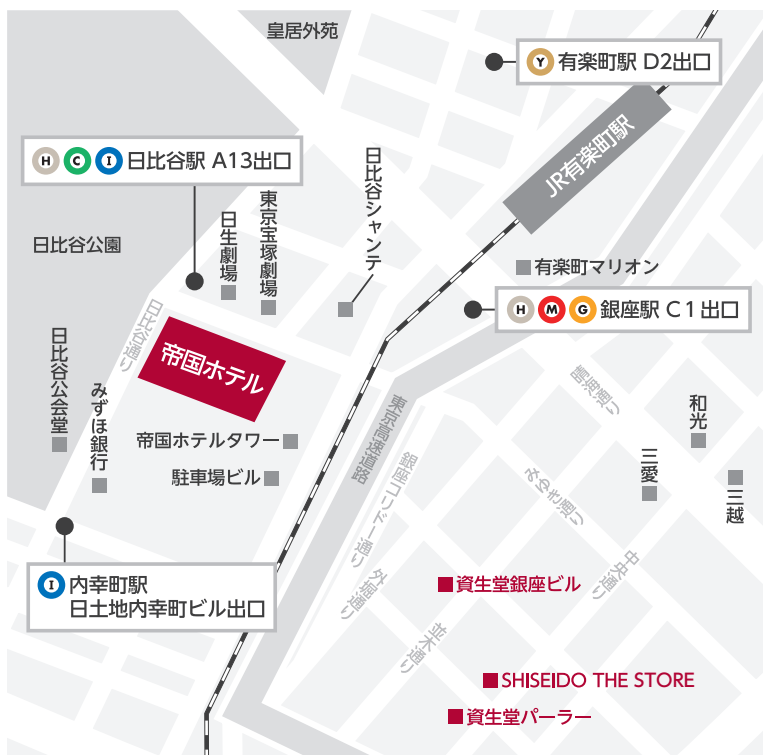 皇居外苑
Y 有楽町駅 D2出口
H C I 日比谷駅 A13出口
JR有楽町駅
日比谷シャンテ
東京宝塚劇場
日生劇場
日比谷公園
有楽町マリオン
H M G 銀座駅 C1出口
日比谷通り
帝国ホテル
日比谷公会堂
みずほ銀行
帝国ホテルタワー
駐車場ビル
東京高速道路
晴海通り
和光
三愛
三越
銀座コリドー通り
みゆき通り
外堀通り
中央通り
並木通り
I 内幸町駅
日土地内幸町ビル出口
資生堂銀座ビル
SHISEIDO THE STORE
資生堂パーラー